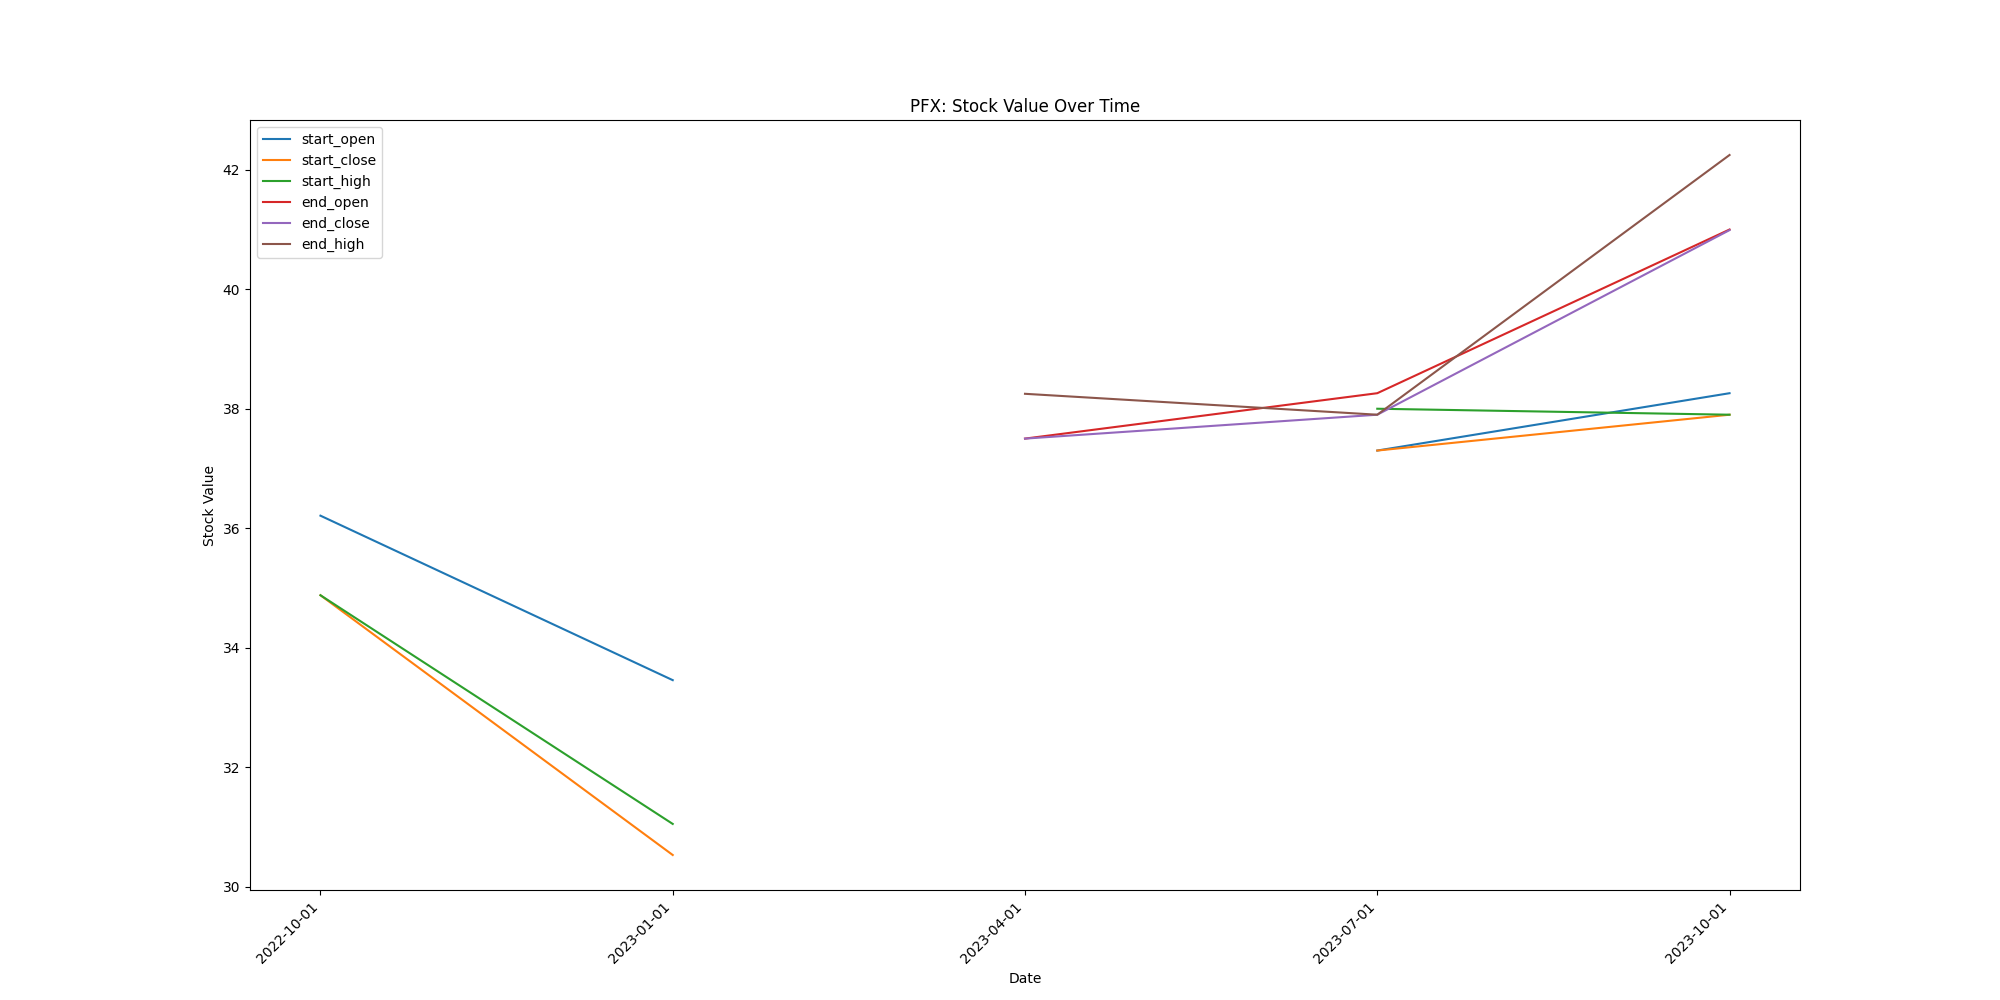 PFX: Stock Value Over Time
start_open
start_close
start_high
end_open
end_close
end_high
42
40
38
36
34
32
30
Stock Value
2022-10-01
2023-01-01
2023-04-01
2023-07-01
2023-10-01
Date